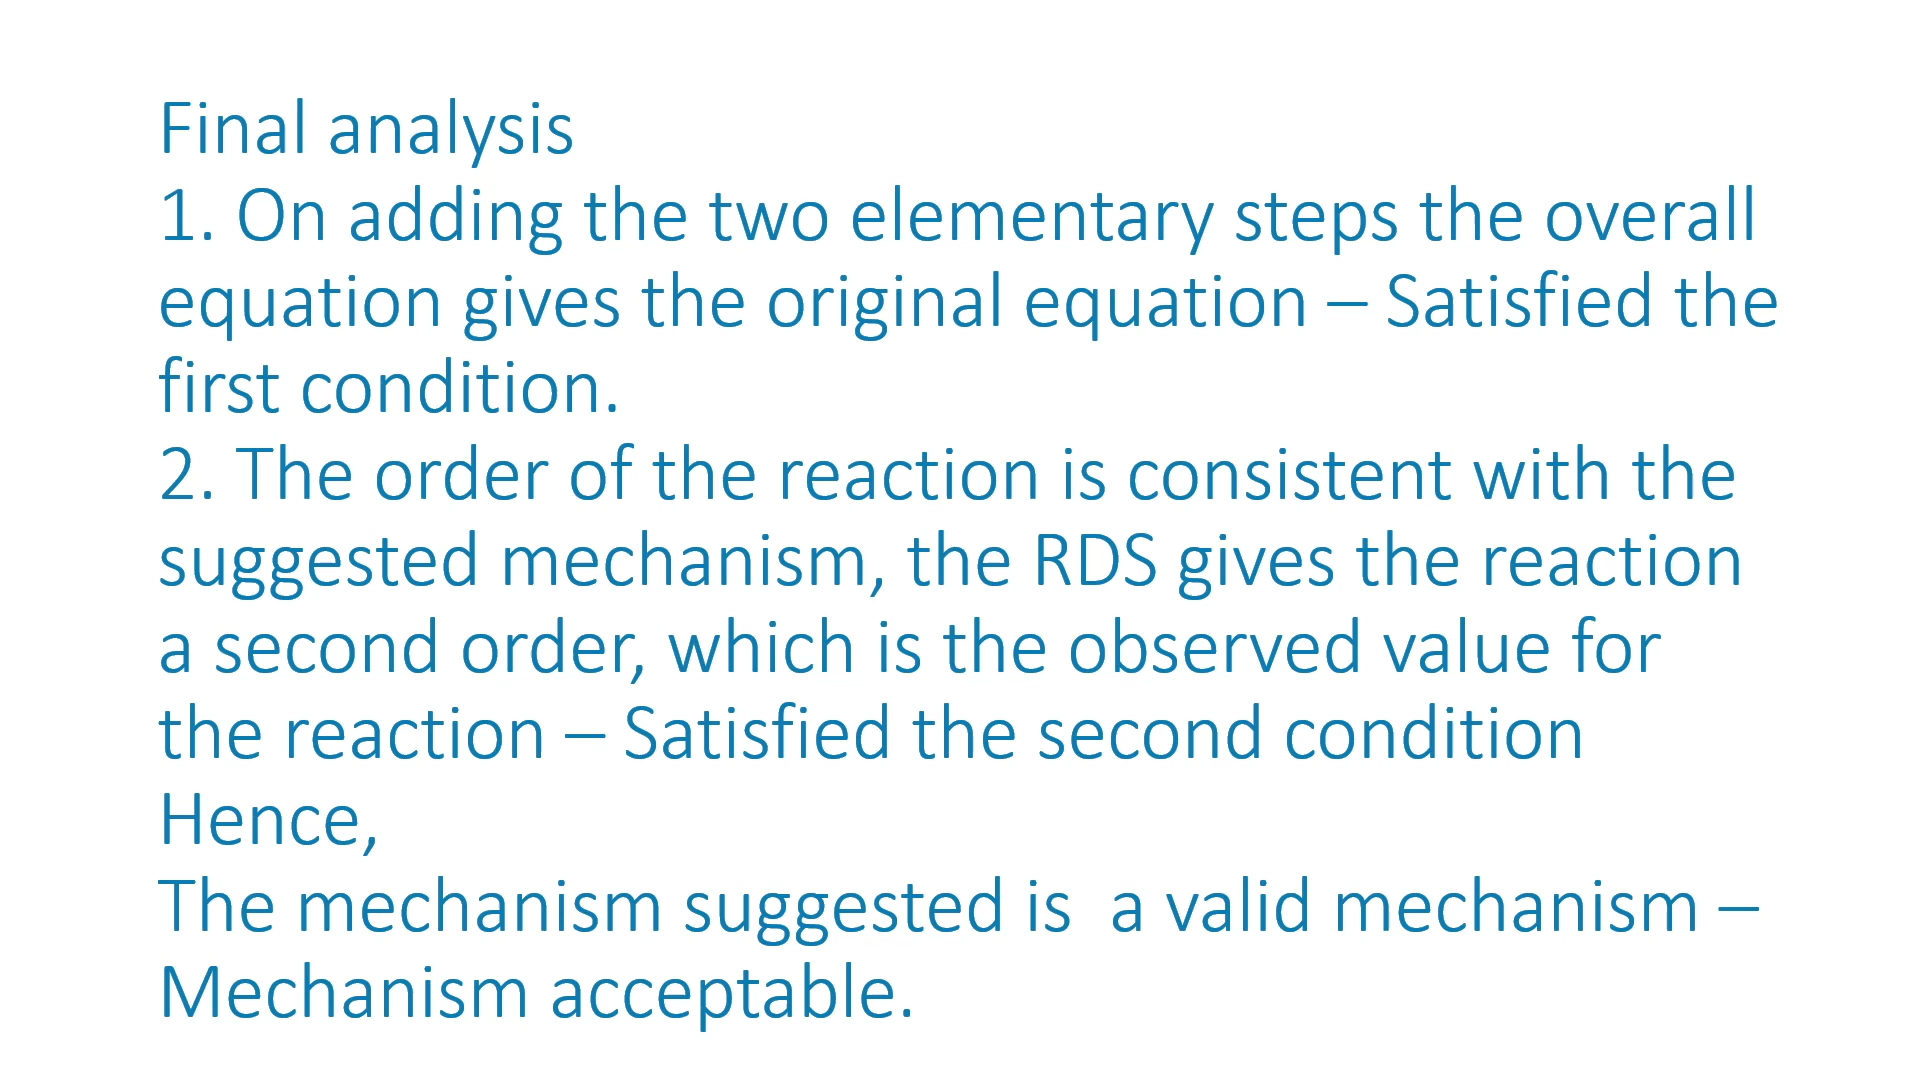 Final analysis
1. On adding the two elementary steps the overall
equation gives the original equation – Satisfied the
first condition.
2. The order of the reaction is consistent with the
suggested mechanism, the RDS gives the reaction
a second order, which is the observed value for
the reaction – Satisfied the second condition
Hence,
The mechanism suggested is  a valid mechanism –
Mechanism acceptable.